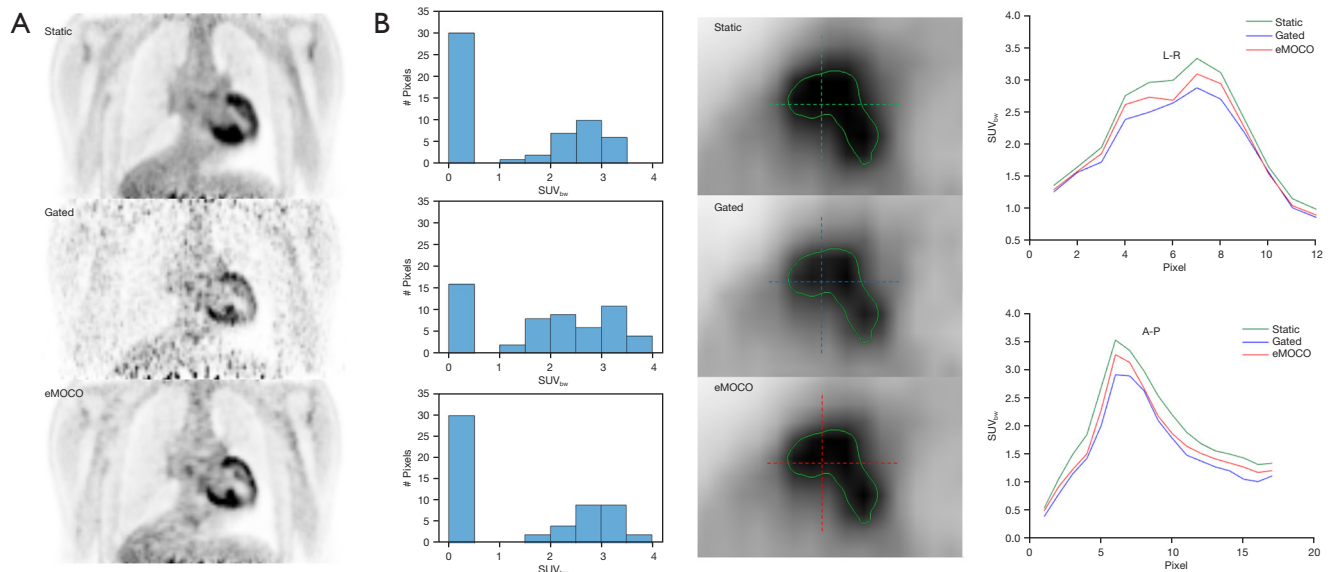 A
Static
Gated
eMOCO
B
35
30
25
20
15
10
5
0
# Pixels
0 1 2 3 4
SUVbw
35
30
25
20
15
10
5
0
# Pixels
0 1 2 3 4
SUVbw
35
30
25
20
15
10
5
0
# Pixels
0 1 2 3 4
Static
Gated
eMOCO
4.0
3.5
3.0
2.5
2.0
1.5
1.0
0.5
SUVbw
L-R
Static
Gated
eMOCO
0 2 4 6 8 10 12
Pixel
4.0
3.5
3.0
2.5
2.0
1.5
1.0
0.5
0.0
SUVbw
A-P
Static
Gated
eMOCO
0 5 10 15 20
Pixel